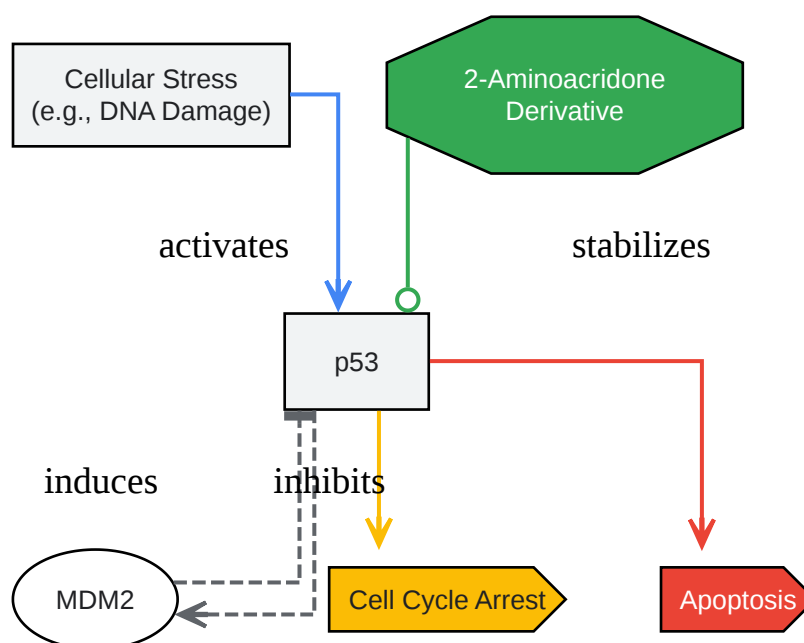 Cellular Stress
(e.g., DNA Damage)
2-Aminoacridone
Derivative
activates
stabilizes
p53
induces
inhibits
MDM2
Cell Cycle Arrest
Apoptosis